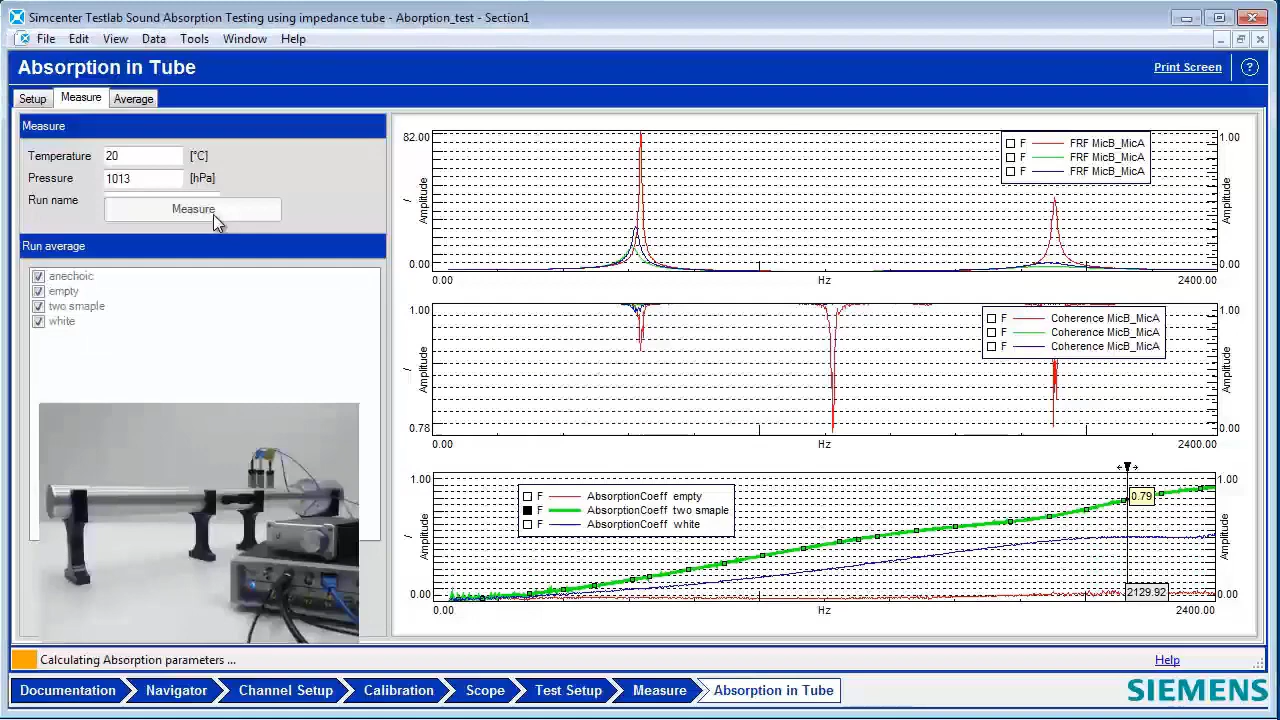 Simcenter Testlab Sound Absorption Testing using impedance tube - Aborption_test - Section1
File Edit View Data Tools Window Help
Absorption in Tube
Print Screen ?
Setup Measure Average
Measure
Temperature 20 [°C]
Pressure 1013 [hPa]
Run name
Measure
Run average
anechoic
empty
two smaple
white
82.00
/ Amplitude
0.00
0.00 Hz 2400.00
1.00
Amplitude
0.00
F FRF MicB_MicA
F FRF MicB_MicA
F FRF MicB_MicA
1.00
/ Amplitude
0.78
0.00 Hz 2400.00
1.00
Amplitude
0.00
F Coherence MicB_MicA
F Coherence MicB_MicA
F Coherence MicB_MicA
1.00
/ Amplitude
0.00
0.00 Hz 2400.00
1.00
Amplitude
0.00
F AbsorptionCoeff empty
F AbsorptionCoeff two smaple
F AbsorptionCoeff white
0.79
2129.92
Calculating Absorption parameters ...
Help
Documentation Navigator Channel Setup Calibration Scope Test Setup Measure Absorption in Tube
SIEMENS